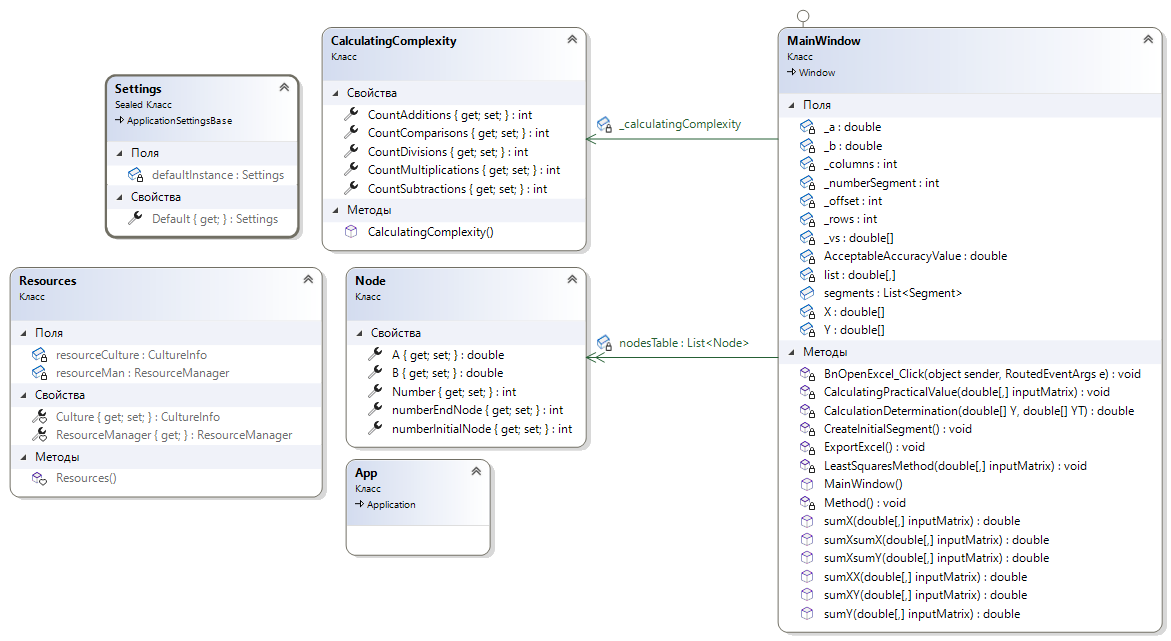 Settings
Sealed Класс
ApplicationSettingsBase
Поля
defaultInstance : Settings
Свойства
Default { get; } : Settings
CalculatingComplexity
Класс
Свойства
CountAdditions { get; set; } : int
CountComparisons { get; set; } : int
CountDivisions { get; set; } : int
CountMultiplications { get; set; } : int
CountSubtractions { get; set; } : int
Методы
CalculatingComplexity()
_calculatingComplexity
MainWindow
Класс
Window
Поля
_a : double
_b : double
_columns : int
_numberSegment : int
_offset : int
_rows : int
_vs : double[]
AcceptableAccuracyValue : double
list : double[,]
segments : List<Segment>
X : double[]
Y : double[]
Методы
BnOpenExcel_Click(object sender, RoutedEventArgs e) : void
CalculatingPracticalValue(double[,] inputMatrix) : void
CalculationDetermination(double[] Y, double[] YT) : double
CreateInitialSegment() : void
ExportExcel() : void
LeastSquaresMethod(double[,] inputMatrix) : void
MainWindow()
Method() : void
sumX(double[,] inputMatrix) : double
sumXsumX(double[,] inputMatrix) : double
sumXsumY(double[,] inputMatrix) : double
sumXX(double[,] inputMatrix) : double
sumXY(double[,] inputMatrix) : double
sumY(double[,] inputMatrix) : double
Resources
Класс
Поля
resourceCulture : CultureInfo
resourceMan : ResourceManager
Свойства
Culture { get; set; } : CultureInfo
ResourceManager { get; } : ResourceManager
Методы
Resources()
Node
Класс
Свойства
A { get; set; } : double
B { get; set; } : double
Number { get; set; } : int
numberEndNode { get; set; } : int
numberInitialNode { get; set; } : int
nodesTable : List<Node>
App
Класс
Application